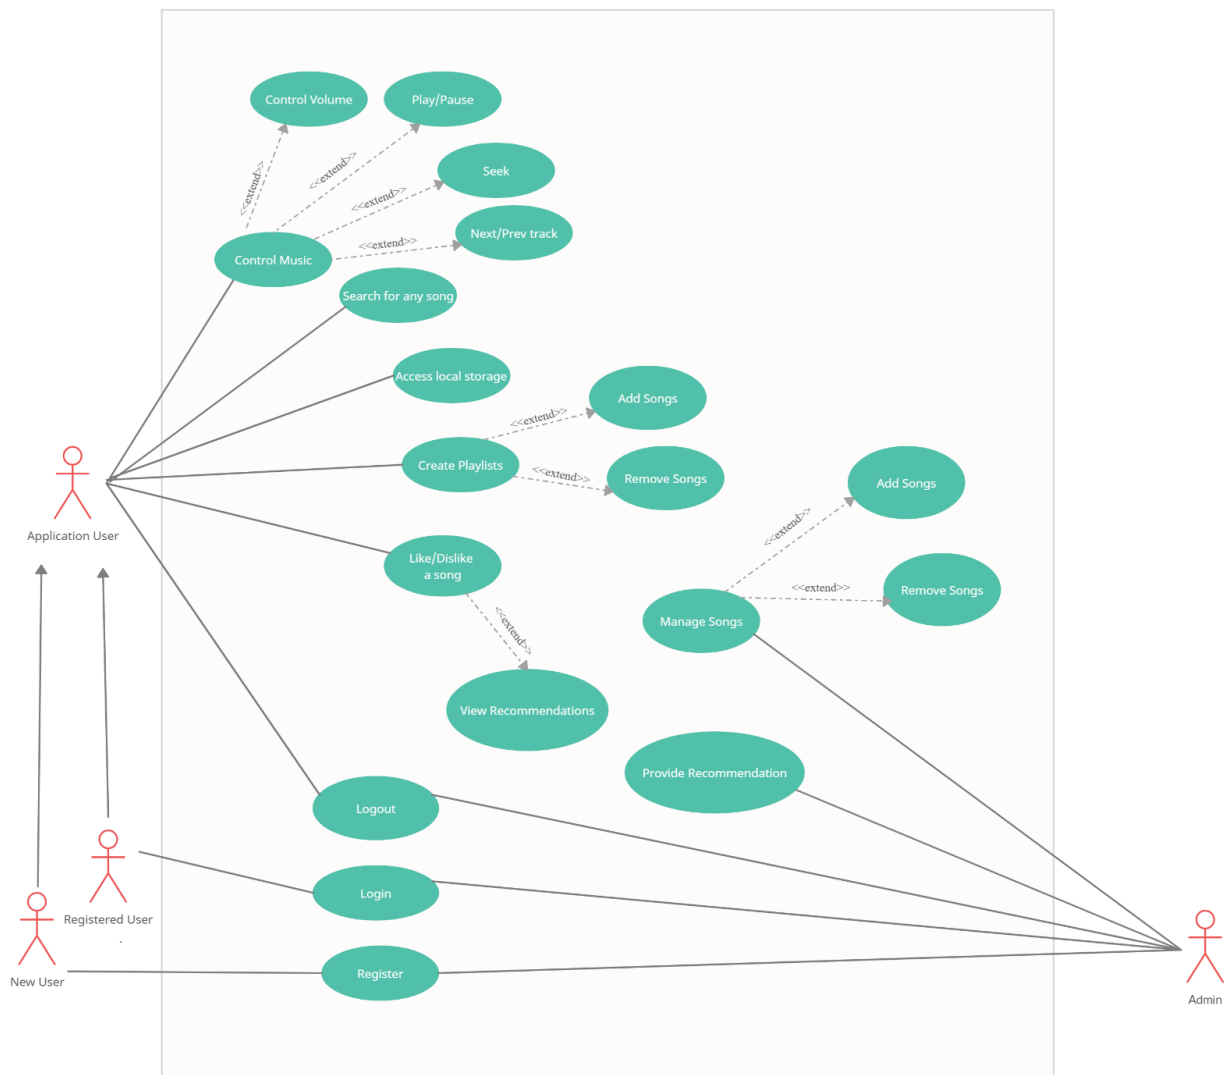 Control Volume
Play/Pause
<<extend>>
<<extend>>
Seek
<<extend>>
Next/Prev track
<<extend>>
Control Music
Search for any song
Access local storage
Add Songs
<<extend>>
Create Playlists
<<extend>>
Remove Songs
Add Songs
<<extend>>
Application User
Like/Dislike
a song
<<extend>>
Remove Songs
Manage Songs
<<extend>>
View Recommendations
Provide Recommendation
Logout
Login
Registered User
.
Register
New User
Admin